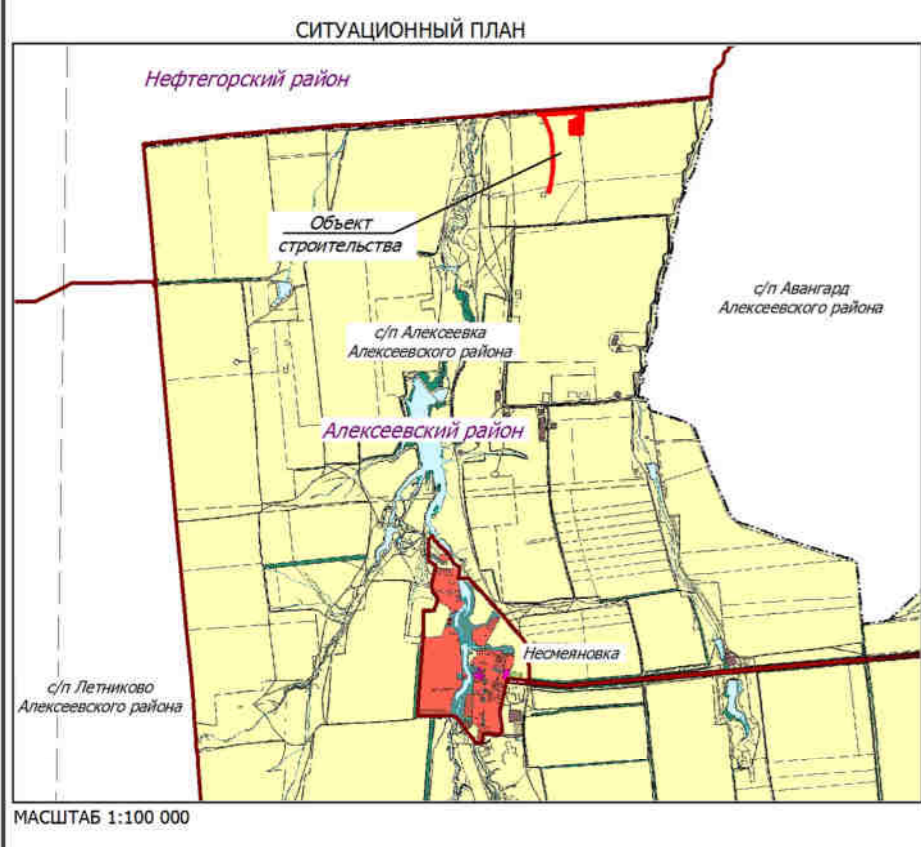 СИТУАЦИОННЫЙ ПЛАН
Нефтегорский район
Объект
строительства
с/п Авангард
Алексеевского района
с/п Алексеевка
Алексеевского района
Алексеевский район
Несмеяновка
с/п Летниково
Алексеевского района
МАСШТАБ 1:100 000